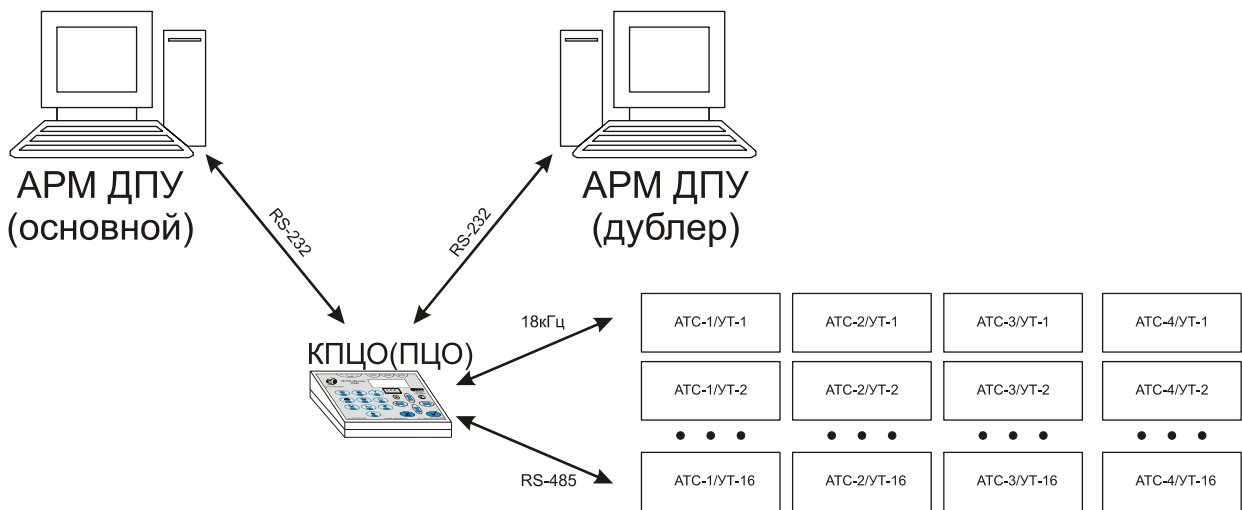 АРМ ДПУ
(основной)
АРМ ДПУ
(дублер)
RS-232
RS-232
КПЦО(ПЦО)
18кГц
RS-485
АТС-1/УТ-1
АТС-2/УТ-1
АТС-3/УТ-1
АТС-4/УТ-1
АТС-1/УТ-2
АТС-2/УТ-2
АТС-3/УТ-2
АТС-4/УТ-2
АТС-1/УТ-16
АТС-2/УТ-16
АТС-3/УТ-16
АТС-4/УТ-16